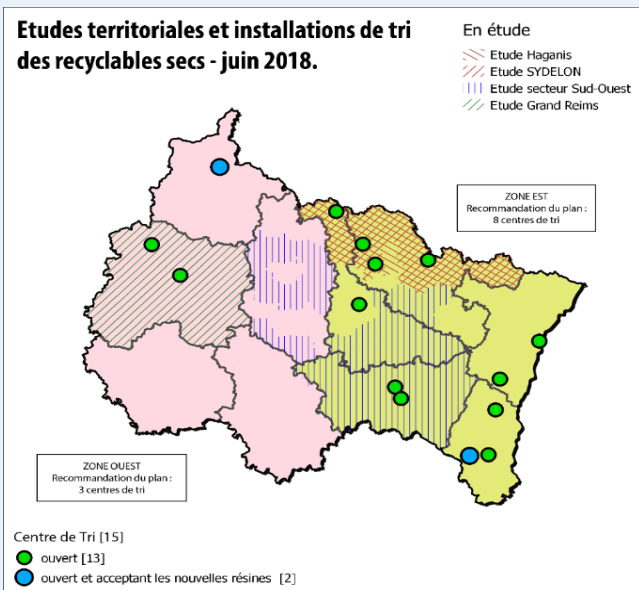 Etudes territoriales et installations de tri
des recyclables secs - juin 2018.
En étude
Etude Haganis
Etude SYDELON
Etude secteur Sud-Ouest
Etude Grand Reims
ZONE EST
Recommandation du plan :
8 centres de tri
ZONE OUEST
Recommandation du plan :
3 centres de tri
Centre de Tri [15]
ouvert [13]
ouvert et acceptant les nouvelles résines [2]